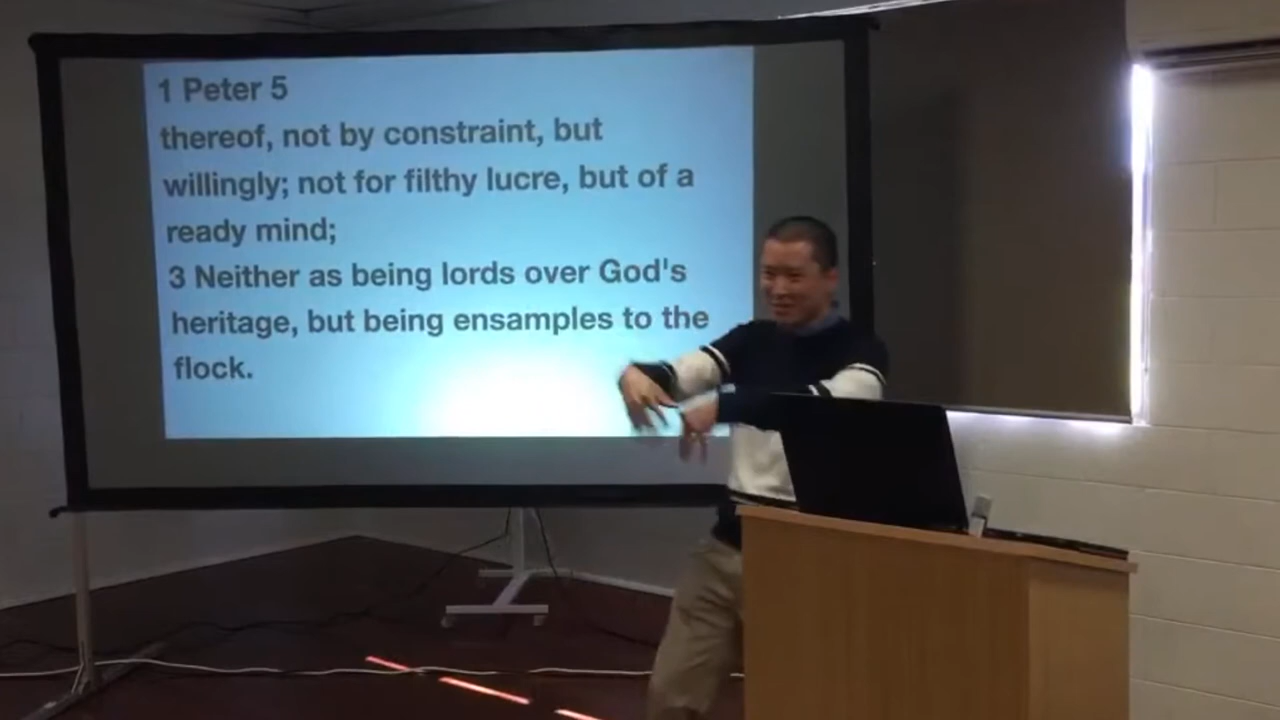 1 Peter 5
thereof, not by constraint, but
willingly; not for filthy lucre, but of a
ready mind;
3 Neither as being lords over God's
heritage, but being ensamples to the
flock.